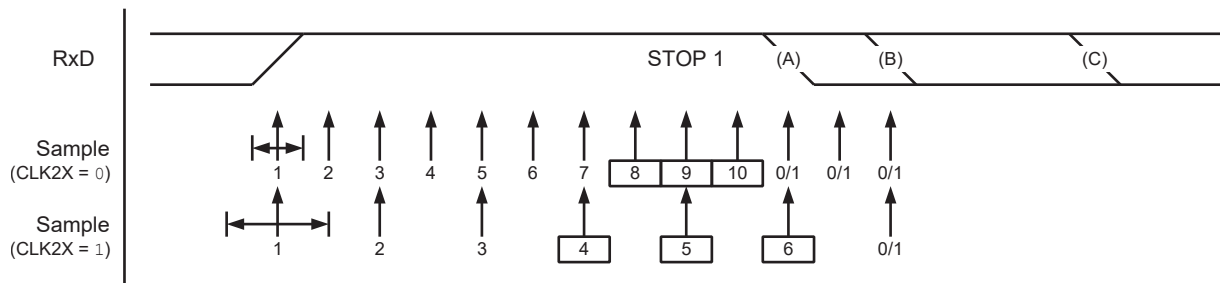 RxD STOP 1 (A) (B) (C)
Sample
(CLK2X = 0)
1 2 3 4 5 6 7 8 9 10 0/1 0/1 0/1
Sample
(CLK2X = 1)
1 2 3 4 5 6 0/1